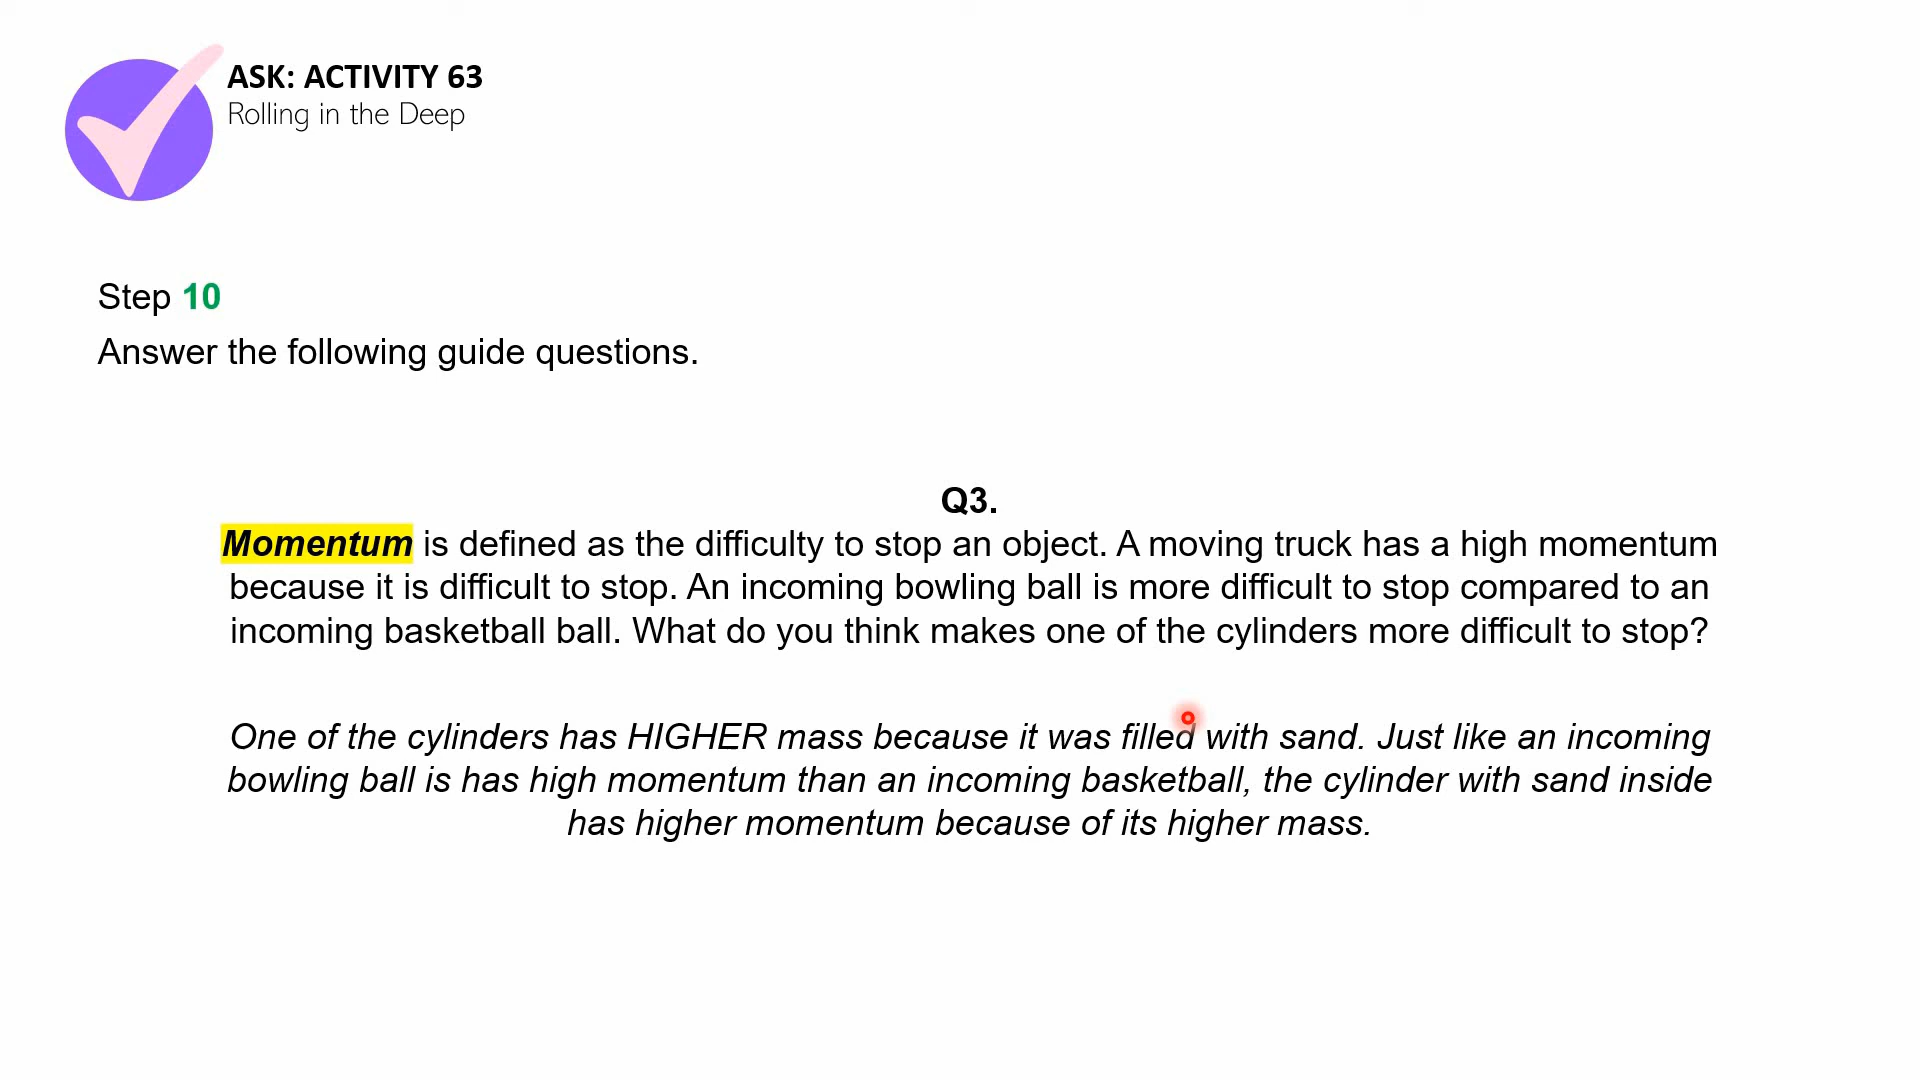 ASK: ACTIVITY 63
Rolling in the Deep
Step 10
Answer the following guide questions.
Q3.
Momentum is defined as the difficulty to stop an object. A moving truck has a high momentum
because it is difficult to stop. An incoming bowling ball is more difficult to stop compared to an
incoming basketball ball. What do you think makes one of the cylinders more difficult to stop?
One of the cylinders has HIGHER mass because it was filled with sand. Just like an incoming
bowling ball is has high momentum than an incoming basketball, the cylinder with sand inside
has higher momentum because of its higher mass.